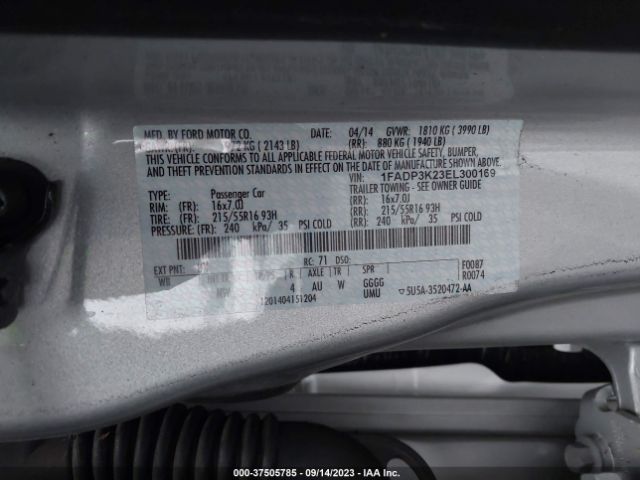 MFD. BY FORD MOTOR CO. DATE: 04/14 GVWR: 1810 KG ( 3990 LB)
KG ( 2143 LB) (RR): 880 KG ( 1940 LB)
THIS VEHICLE CONFORMS TO ALL APPLICABLE FEDERAL MOTOR VEHICLE SAFETY, BUMPER,
AND THEFT PREVENTION STANDARDS IN EFFECT ON THE DATE OF MANUFACTURE SHOWN ABOVE.
VIN: 1FADP3K23EL300169
TYPE: Passenger Car TRAILER TOWING - SEE OWNER GUIDE
RIM: (FR): 16x7.0J (RR): 16x7.0J
TIRE: (FR): 215/55R16 93H (RR): 215/55R16 93H
PRESSURE: (FR): 240 kPa/ 35 PSI COLD (RR): 240 kPa/ 35 PSI COLD
EXT PNT: RC: 71 DSO: F0087
WB R AXLE TR SPR R0074
4 AU W GGGG
UMU 5U5A-3520472-AA
1201404151204
000-37505785 - 09/14/2023 - IAA Inc.